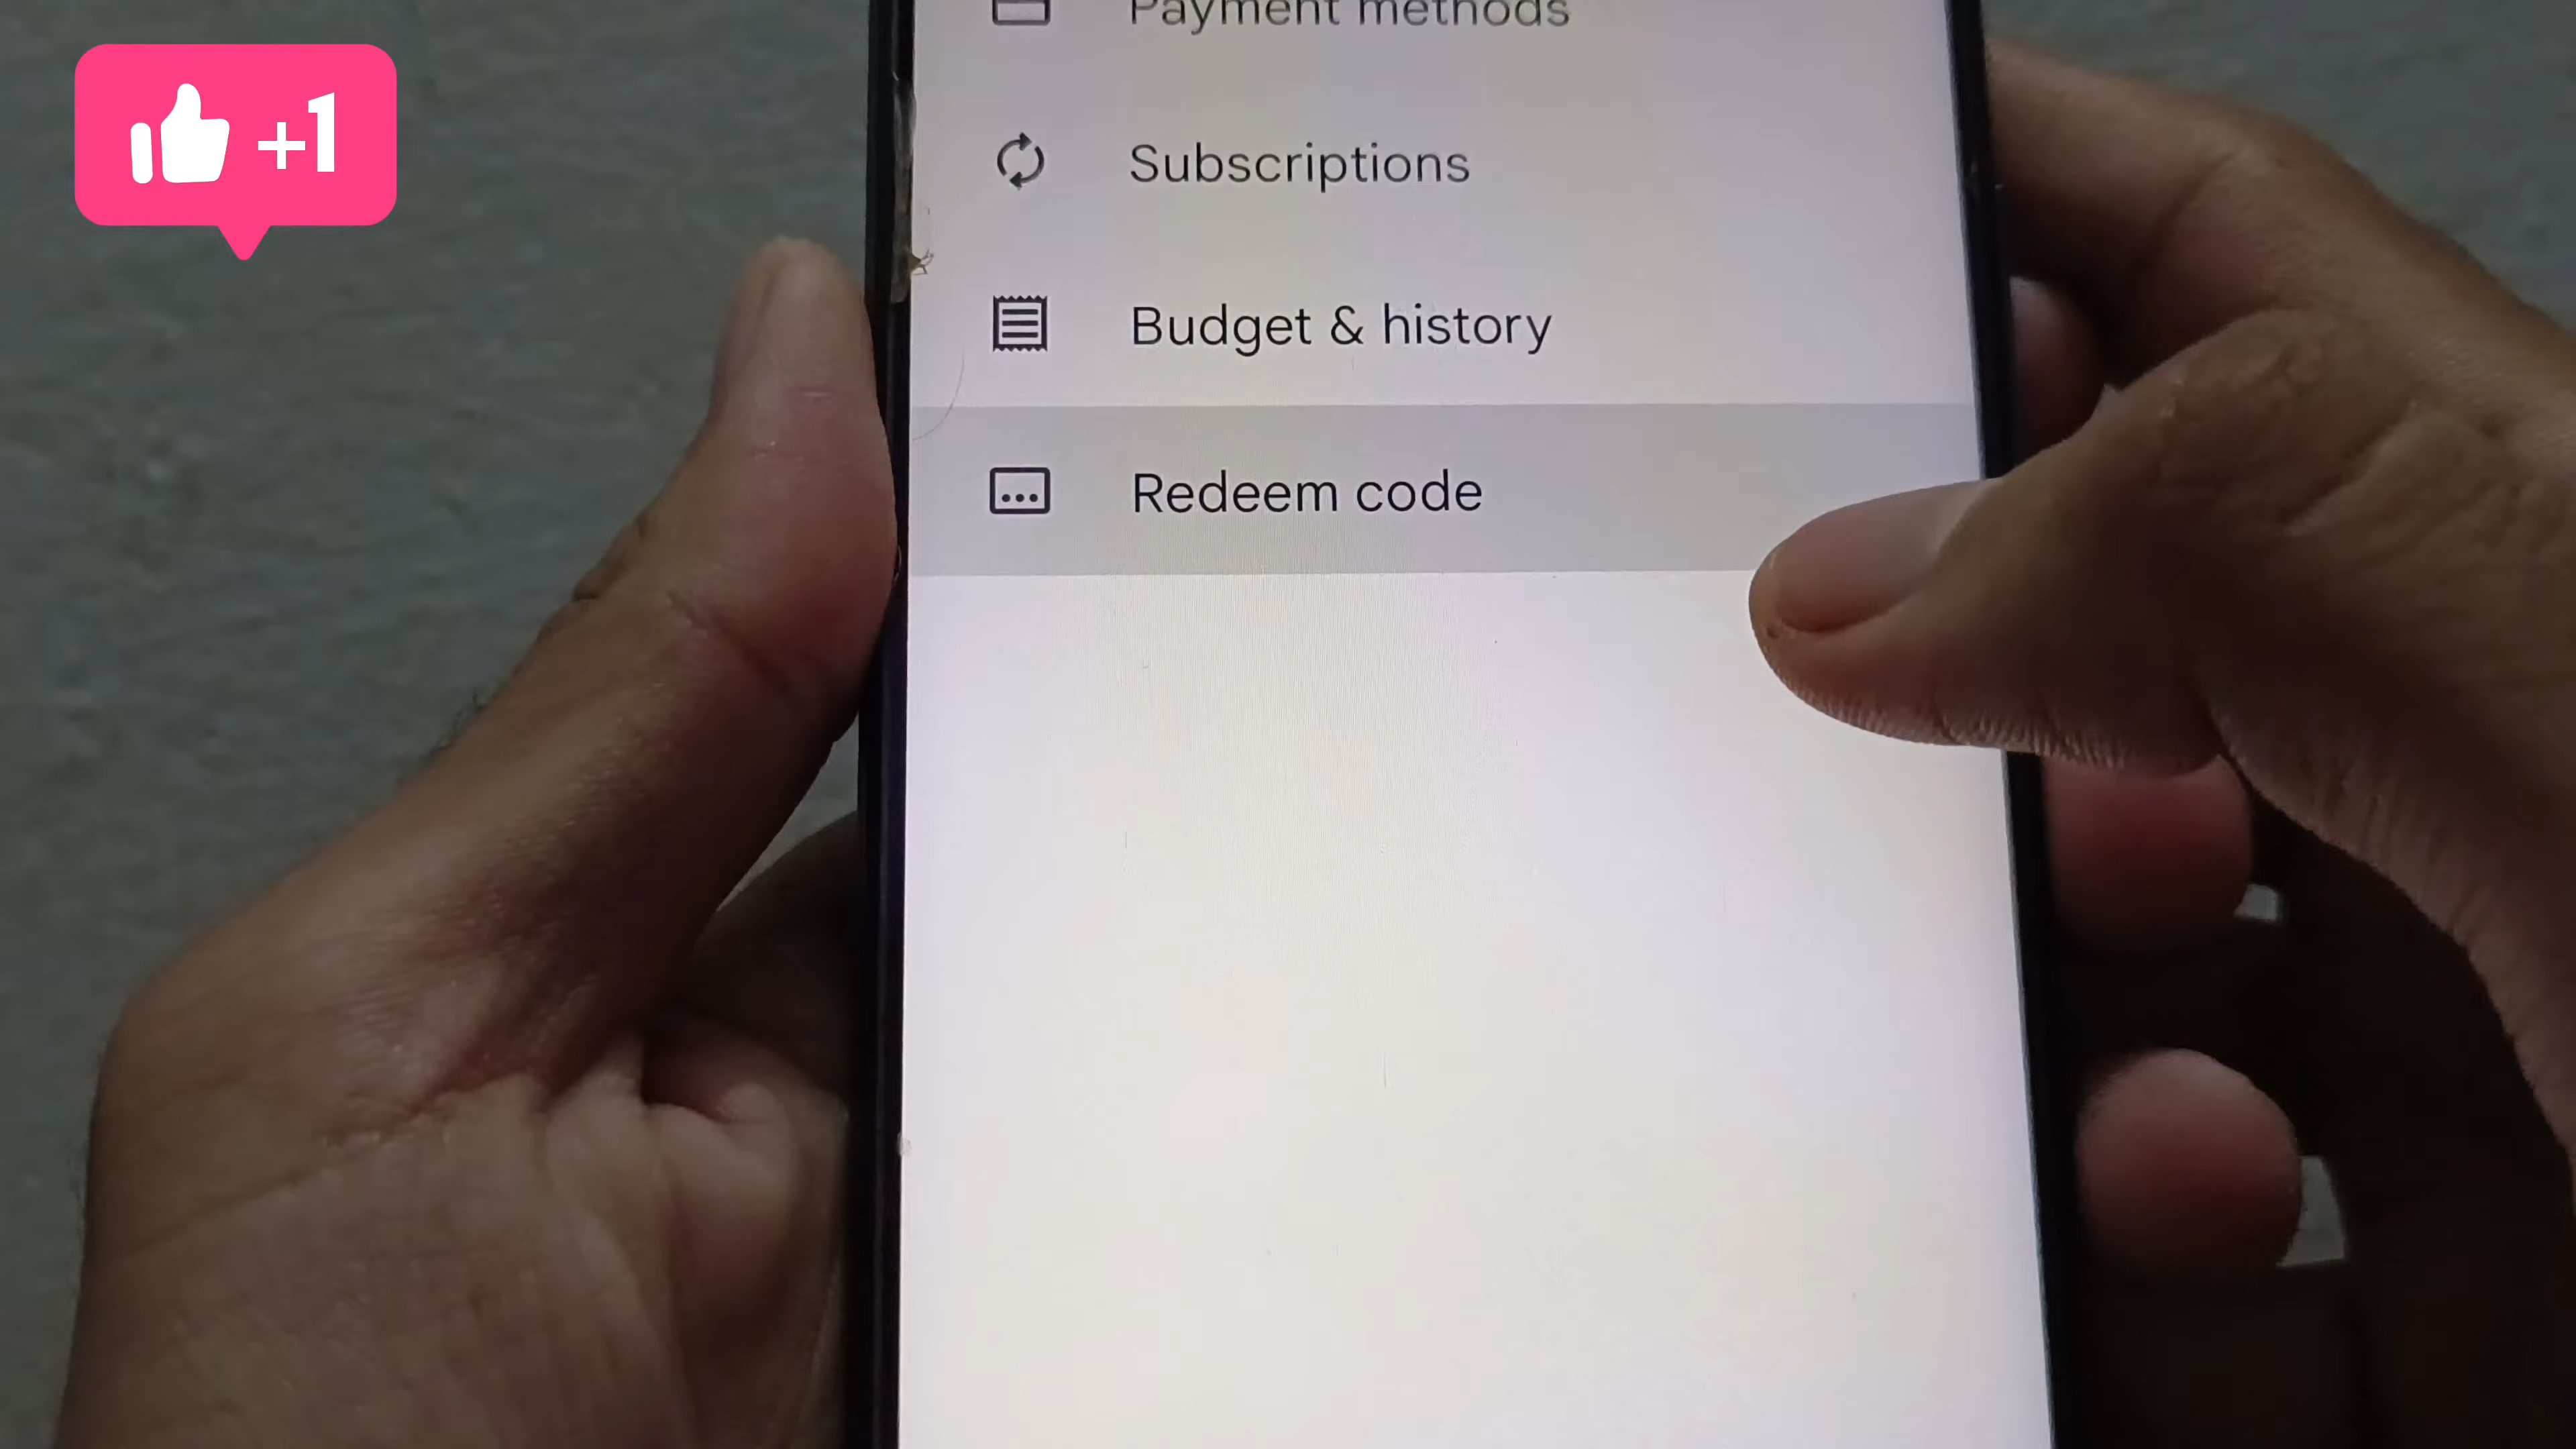 +1
Payment methods
Subscriptions
Budget & history
Redeem code